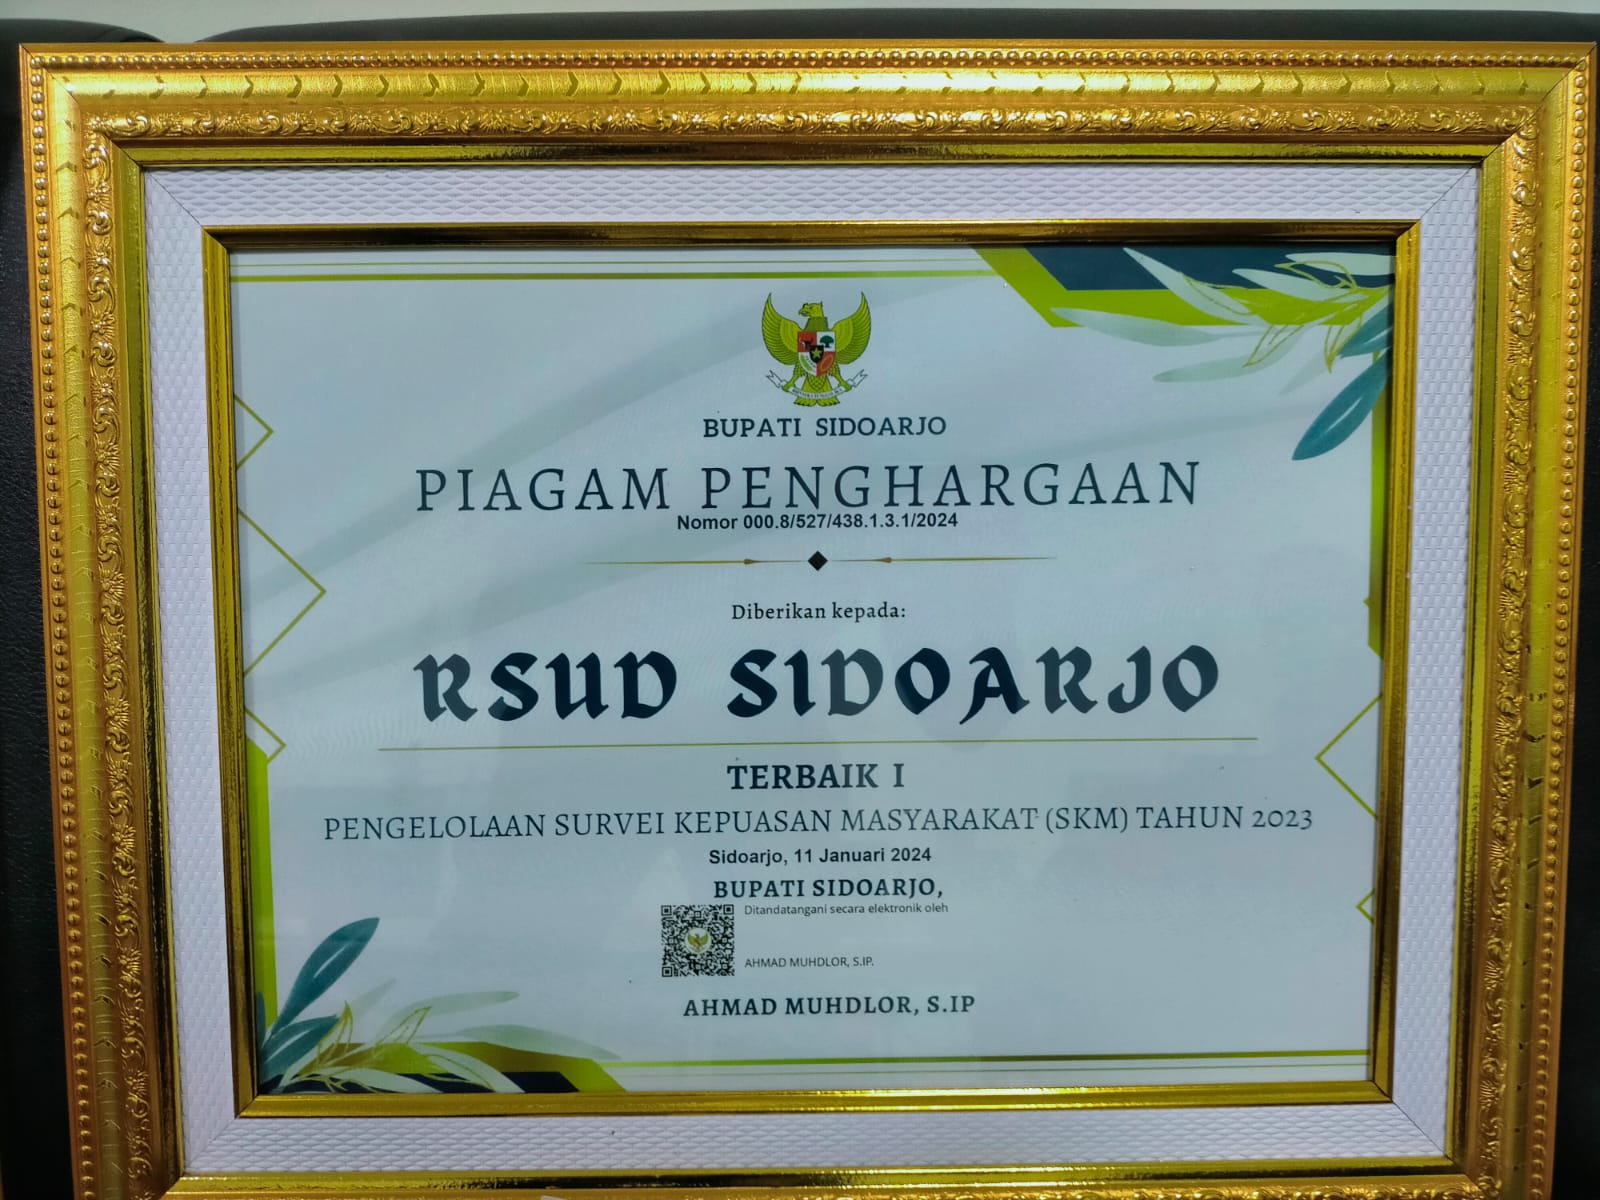 BUPATI SIDOARJO
PIAGAM PENGHARGAAN
Nomor 000.8/527/438.1.3.1/2024
Diberikan kepada:
RSUD SIDOARJO
TERBAIK I
PENGELOLAAN SURVEI KEPUASAN MASYARAKAT (SKM) TAHUN 2023
Sidoarjo, 11 Januari 2024
BUPATI SIDOARJO,
Ditandatangani secara elektronik oleh
AHMAD MUHDLOR, S.IP.
AHMAD MUHDLOR, S.IP